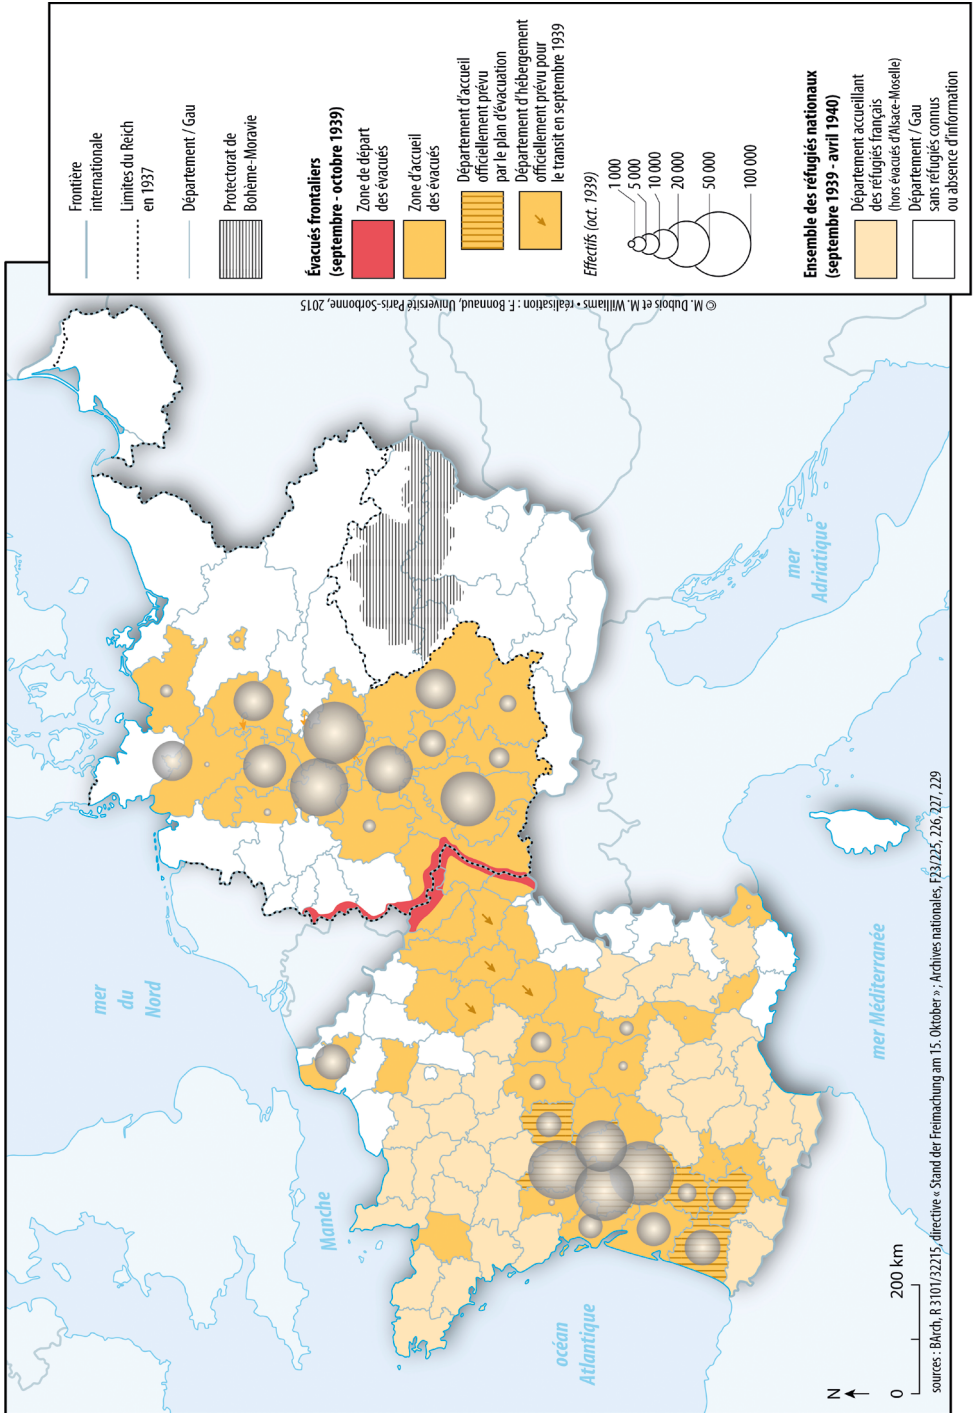 Frontière
internationale
Limites du Reich
en 1937
Département / Gau
Protectorat de
Bohême-Moravie
Évacués frontaliers
(septembre - octobre 1939)
Zone de départ
des évacués
Zone d'accueil
des évacués
Département d'accueil
officiellement prévu
par le plan d'évacuation
Département d'hébergement
officiellement prévu pour
le transit en septembre 1939
Effectifs (oct. 1939)
1 000
5 000
10 000
20 000
50 000
100 000
Ensemble des réfugiés nationaux
(septembre 1939 - avril 1940)
Département accueillant
des réfugiés français
(hors évacués d'Alsace-Moselle)
Département / Gau
sans réfugiés connus
ou absence d'information
© M. Dubois et M. M. Williams • réalisation : F. Bonnaud, Université Paris-Sorbonne, 2015
mer
du
Nord
Manche
océan
Atlantique
mer
Adriatique
mer Méditerranée
N
0
200 km
sources : BArch, R 3101/32215, directive « Stand der Freimachung am 15. Oktober » ; Archives nationales, F23/225, 226, 227, 229